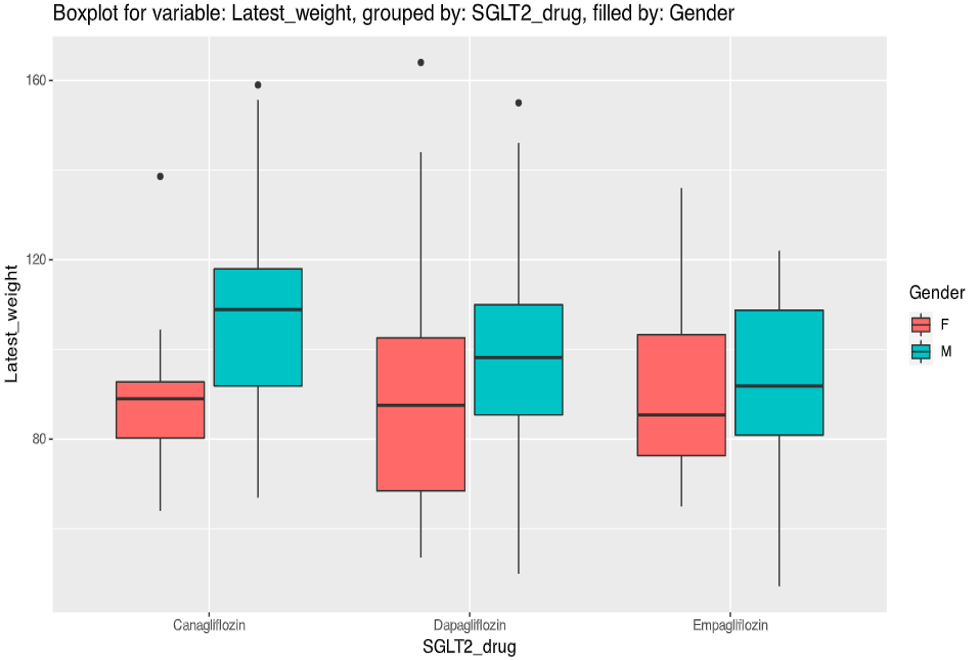 Boxplot for variable: Latest_weight, grouped by: SGLT2_drug, filled by: Gender
160
120
80
Latest_weight
Canagliflozin
Dapagliflozin
Empagliflozin
SGLT2_drug
Gender
F
M